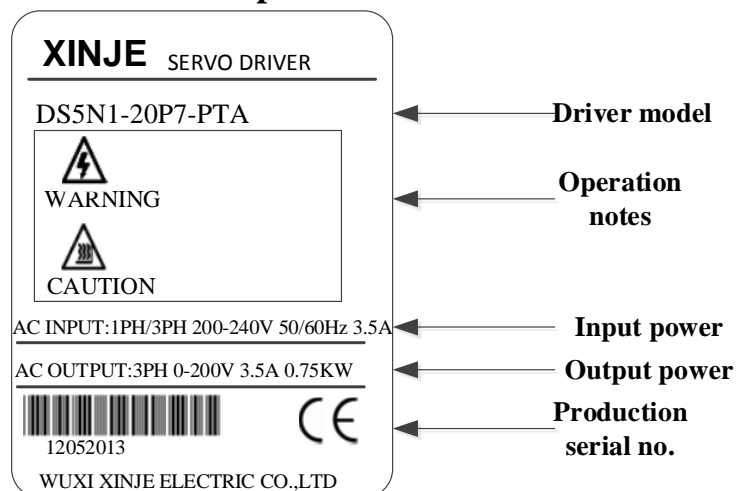 XINJE SERVO DRIVER
DS5N1-20P7-PTA
Driver model
WARNING
Operation
notes
CAUTION
AC INPUT:1PH/3PH 200-240V 50/60Hz 3.5A
Input power
AC OUTPUT:3PH 0-200V 3.5A 0.75KW
Output power
12052013
CE
Production
serial no.
WUXI XINJE ELECTRIC CO.,LTD